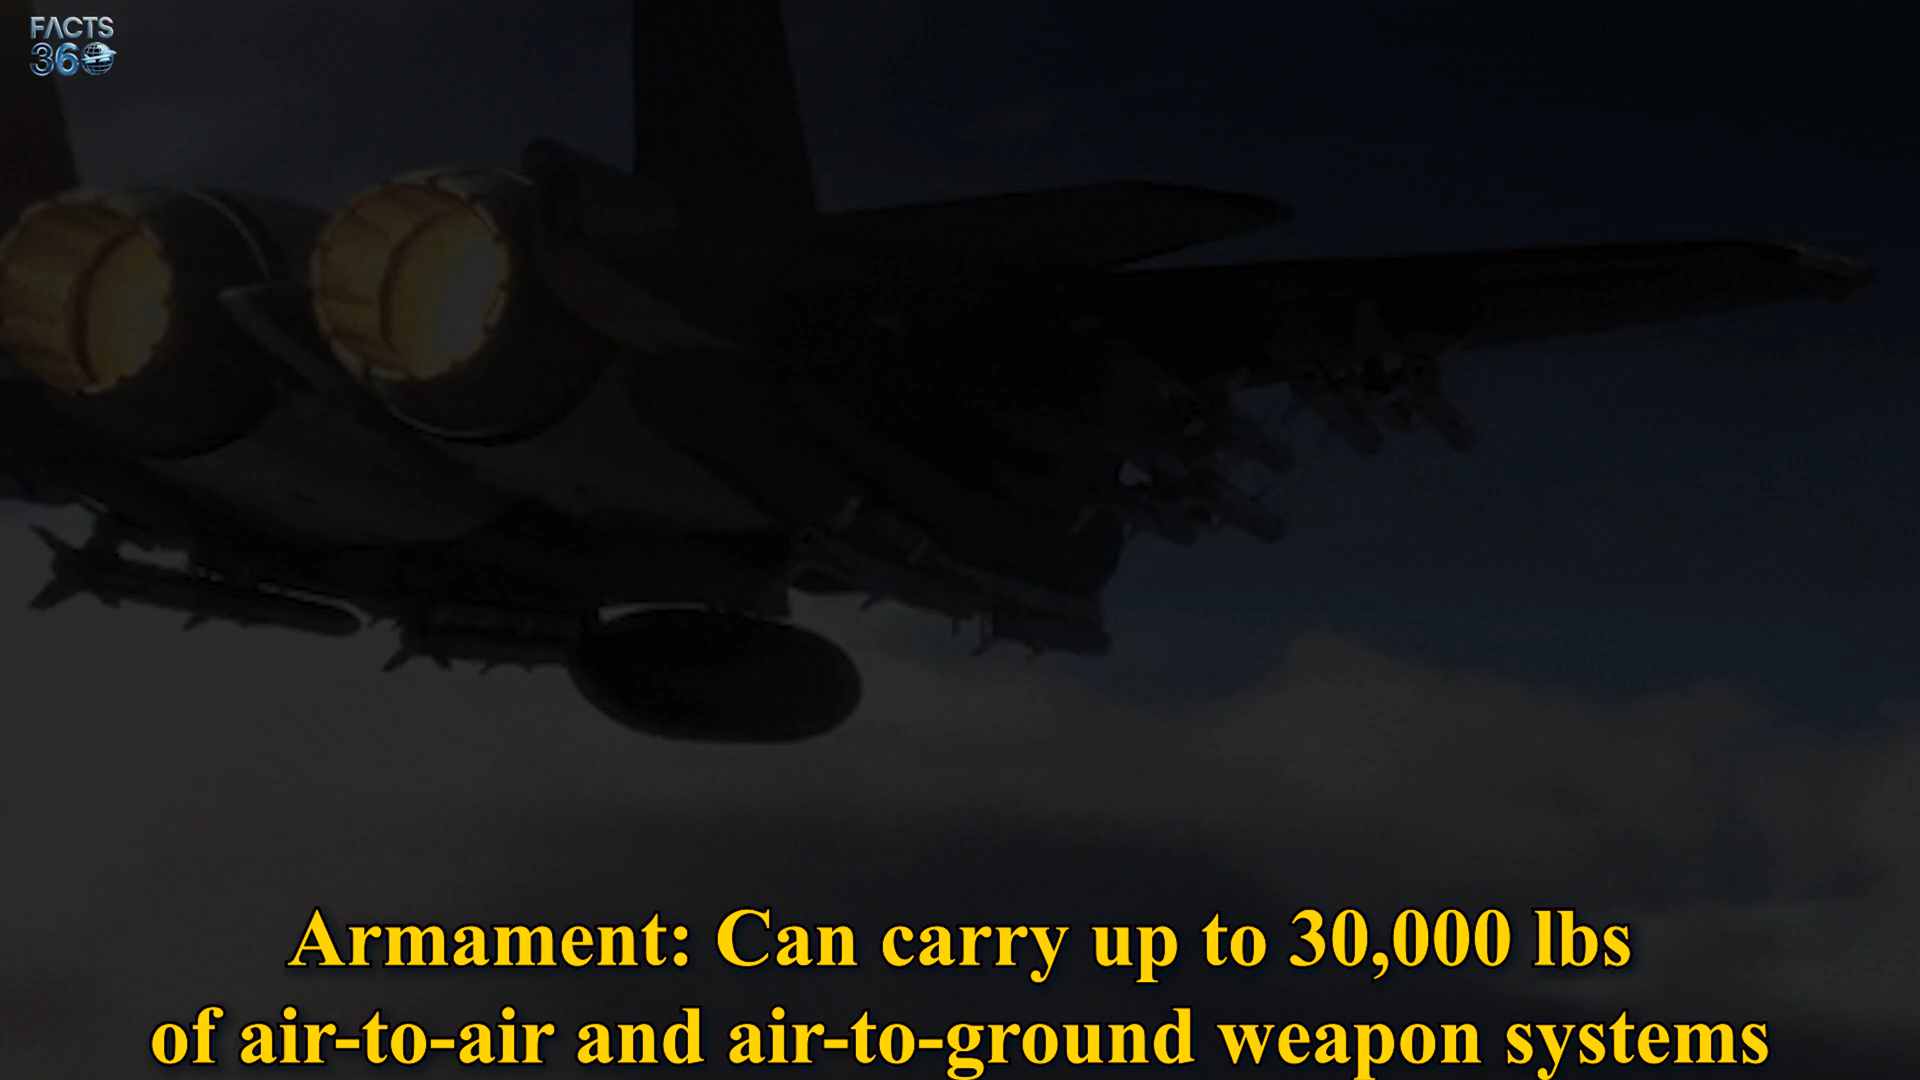 FACTS
360
Armament: Can carry up to 30,000 lbs
of air-to-air and air-to-ground weapon systems